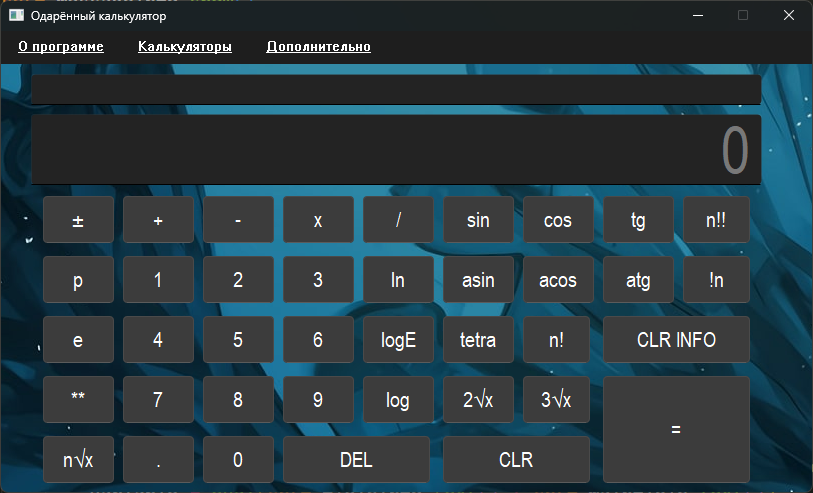 Одарённый калькулятор
О программе Калькуляторы Дополнительно
0
± + - x / sin cos tg n!!
p 1 2 3 ln asin acos atg !n
e 4 5 6 logE tetra n! CLR INFO
** 7 8 9 log 2√x 3√x =
n√x . 0 DEL CLR